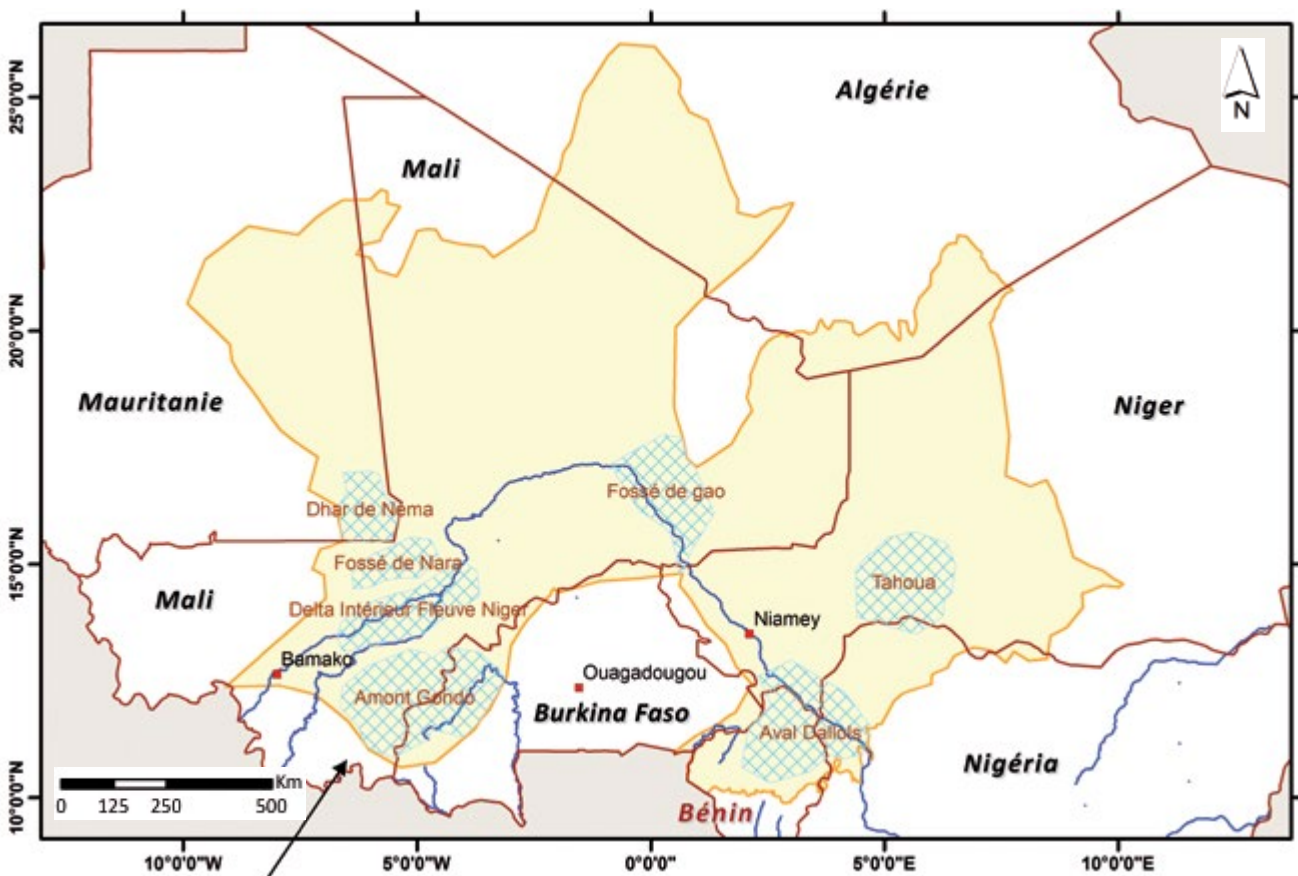 25°0'0"N
20°0'0"N
15°0'0"N
10°0'0"N
Algérie
N
Mali
Mauritanie
Niger
Fossé de gao
Dhar de Néma
Fossé de Nara
Tahoua
Mali
Delta Intérieur Fleuve Niger
Niamey
Bamako
Ouagadougou
Amont Gondo
Burkina Faso
Aval Dallols
Nigéria
Bénin
Km
0 125 250 500
10°0'0"W 5°0'0"W 0°0'0" 5°0'0"E 10°0'0"E